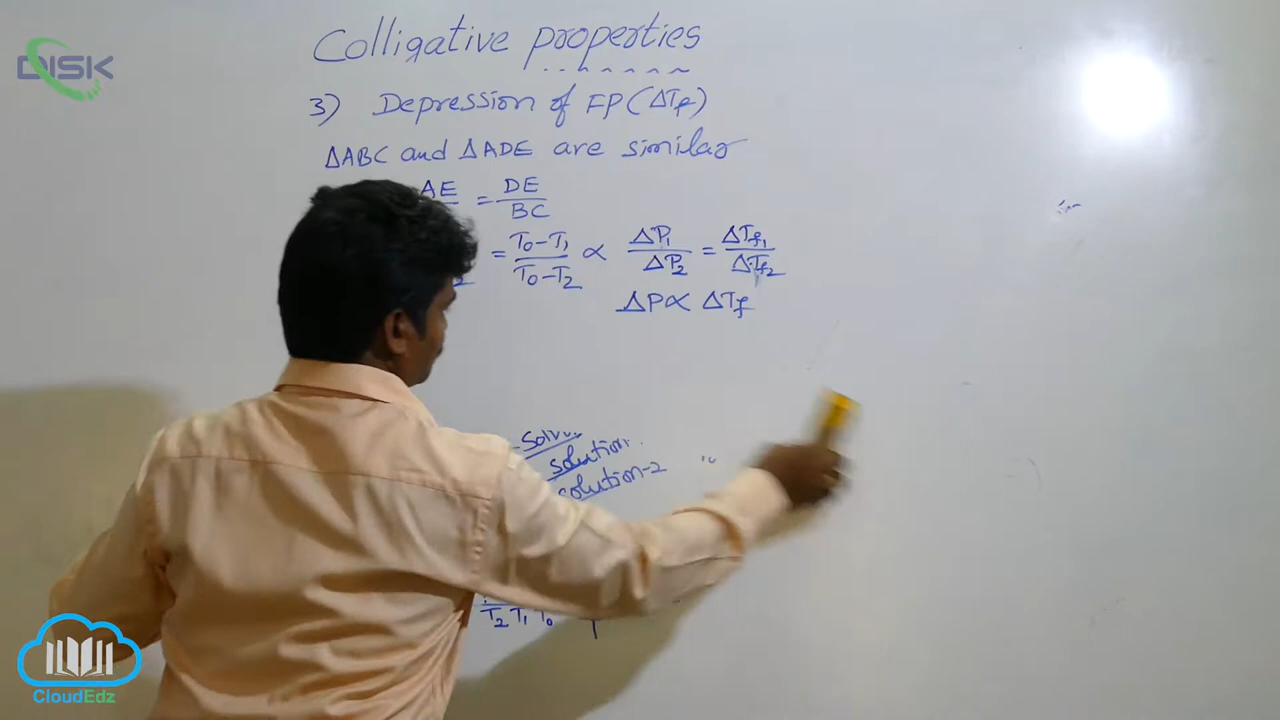 DISK
Colligative properties
3) Depression of FP (ΔTf)
ΔABC and ΔADE are similar
AE = DE/BC
= T0-T1/T0-T2 ∝ ΔP1/ΔP2 = ΔTf1/ΔTf2
ΔP ∝ ΔTf
solution
solution-2
T2 T1 T0 T
CloudEdz